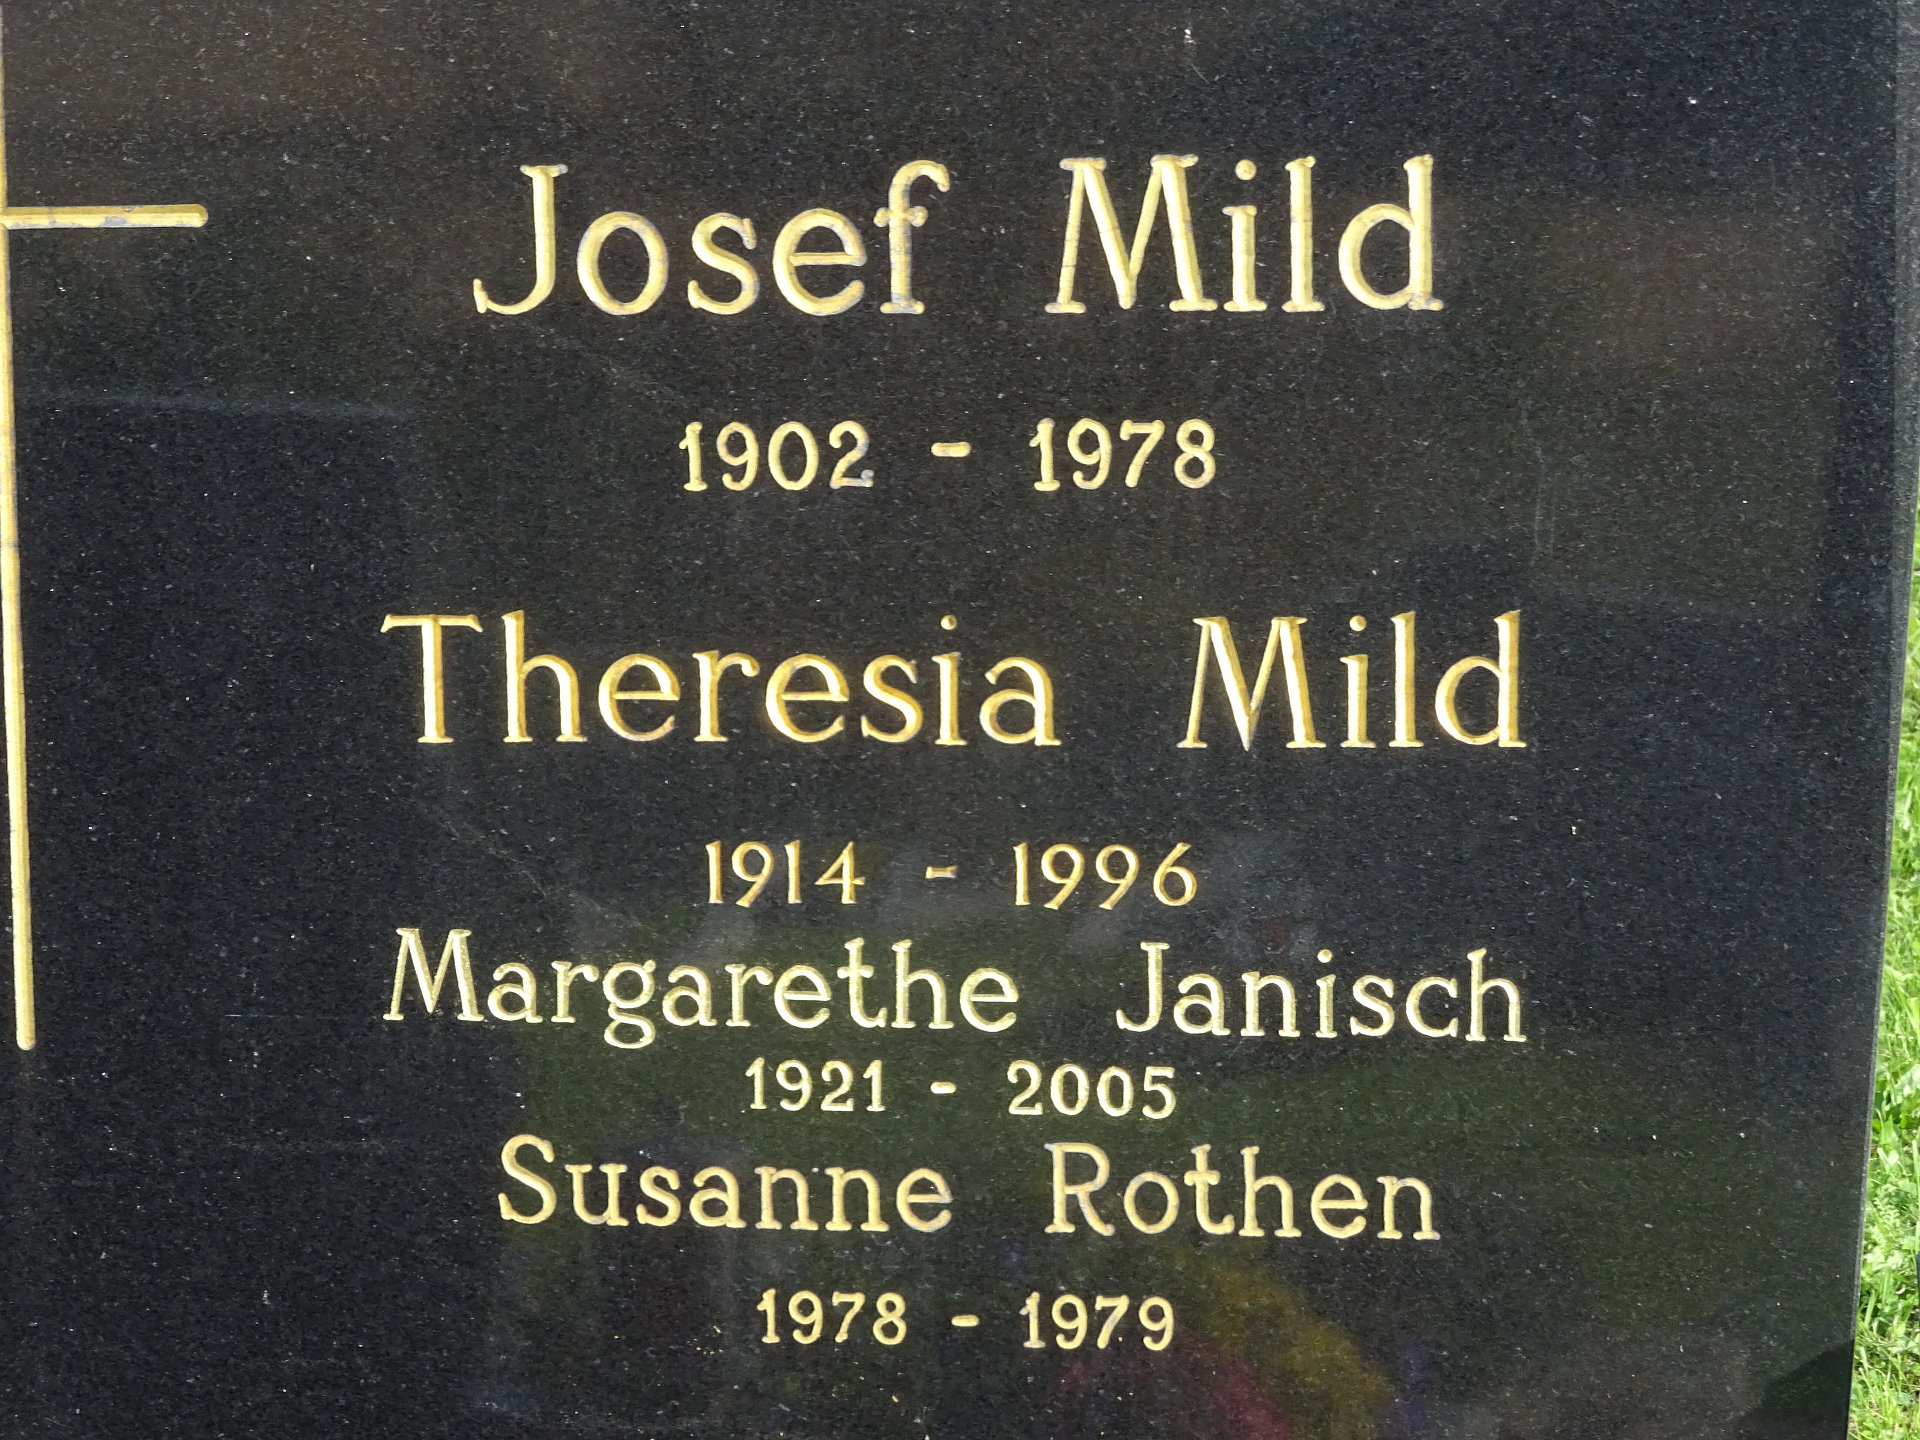 Josef Mild
1902 - 1978
Theresia Mild
1914 - 1996
Margarethe Janisch
1921 - 2005
Susanne Rothen
1978 - 1979